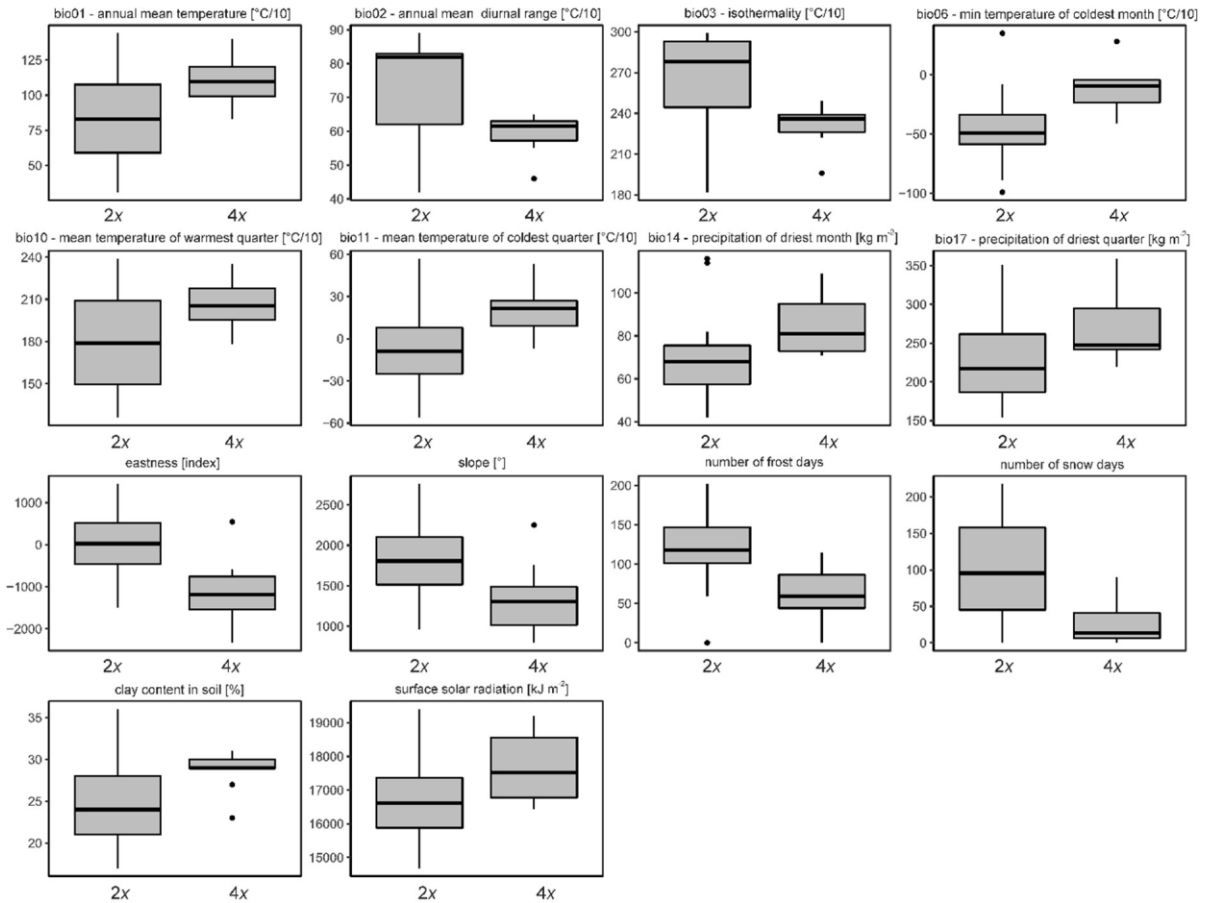 bio01 - annual mean temperature [°C/10]
bio02 - annual mean diurnal range [°C/10]
bio03 - isothermality [°C/10]
bio06 - min temperature of coldest month [°C/10]
125
100
75
50
2x
4x
90
80
70
60
50
40
2x
4x
300
270
240
210
180
2x
4x
0
−50
−100
2x
4x
bio10 - mean temperature of warmest quarter [°C/10]
bio11 - mean temperature of coldest quarter [°C/10]
bio14 - precipitation of driest month [kg m⁻²]
bio17 - precipitation of driest quarter [kg m⁻²]
240
210
180
150
2x
4x
60
30
0
−30
−60
2x
4x
100
80
60
40
2x
4x
350
300
250
200
150
2x
4x
eastness [index]
slope [°]
number of frost days
number of snow days
1000
0
−1000
−2000
2x
4x
2500
2000
1500
1000
2x
4x
200
150
100
50
0
2x
4x
200
150
100
50
0
2x
4x
clay content in soil [%]
surface solar radiation [kJ m⁻²]
35
30
25
20
2x
4x
19000
18000
17000
16000
15000
2x
4x